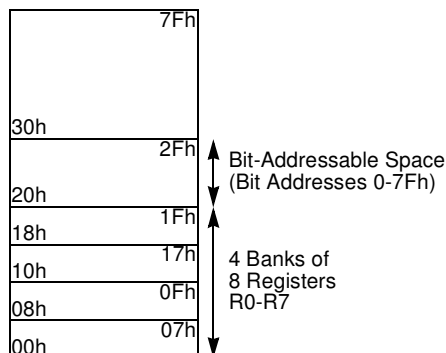 7Fh
30h
2Fh
Bit-Addressable Space
(Bit Addresses 0-7Fh)
20h
1Fh
18h
17h
4 Banks of
8 Registers
R0-R7
10h
0Fh
08h
07h
00h